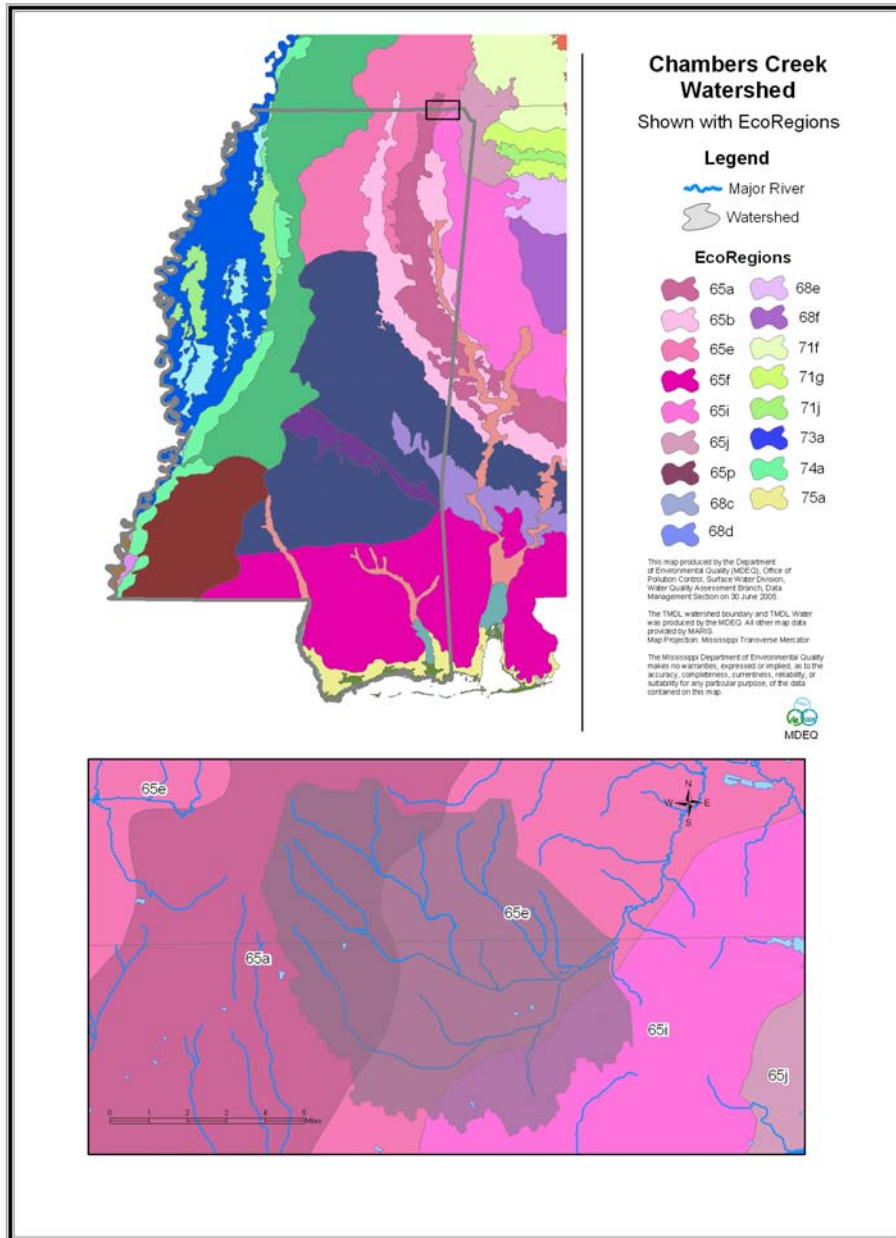 Chambers Creek
Watershed
Shown with EcoRegions
Legend
Major River
Watershed
EcoRegions
65a
65b
65e
65f
65i
65j
65p
68c
68d
68e
68f
71f
71g
71j
73a
74a
75a
This map produced by the Department
of Environmental Quality (MDEQ), Office of
Pollution Control, Surface Water Division,
Water Quality Assessment Branch, Data
Management Section on 30 June 2005.
The TMDL watershed boundary and TMDL Water
was produced by the MDEQ. All other map data
provided by MARIS.
Map Projection: Mississippi Transverse Mercator
The Mississippi Department of Environmental Quality
makes no warranties, expressed or implied, as to the
accuracy, completeness, currentness, reliability, or
suitability for any particular purpose, of the data
contained on this map.
MDEQ
65e
N
W E
S
65e
65a
65i
65j
0 1 2 3 4 5
Miles